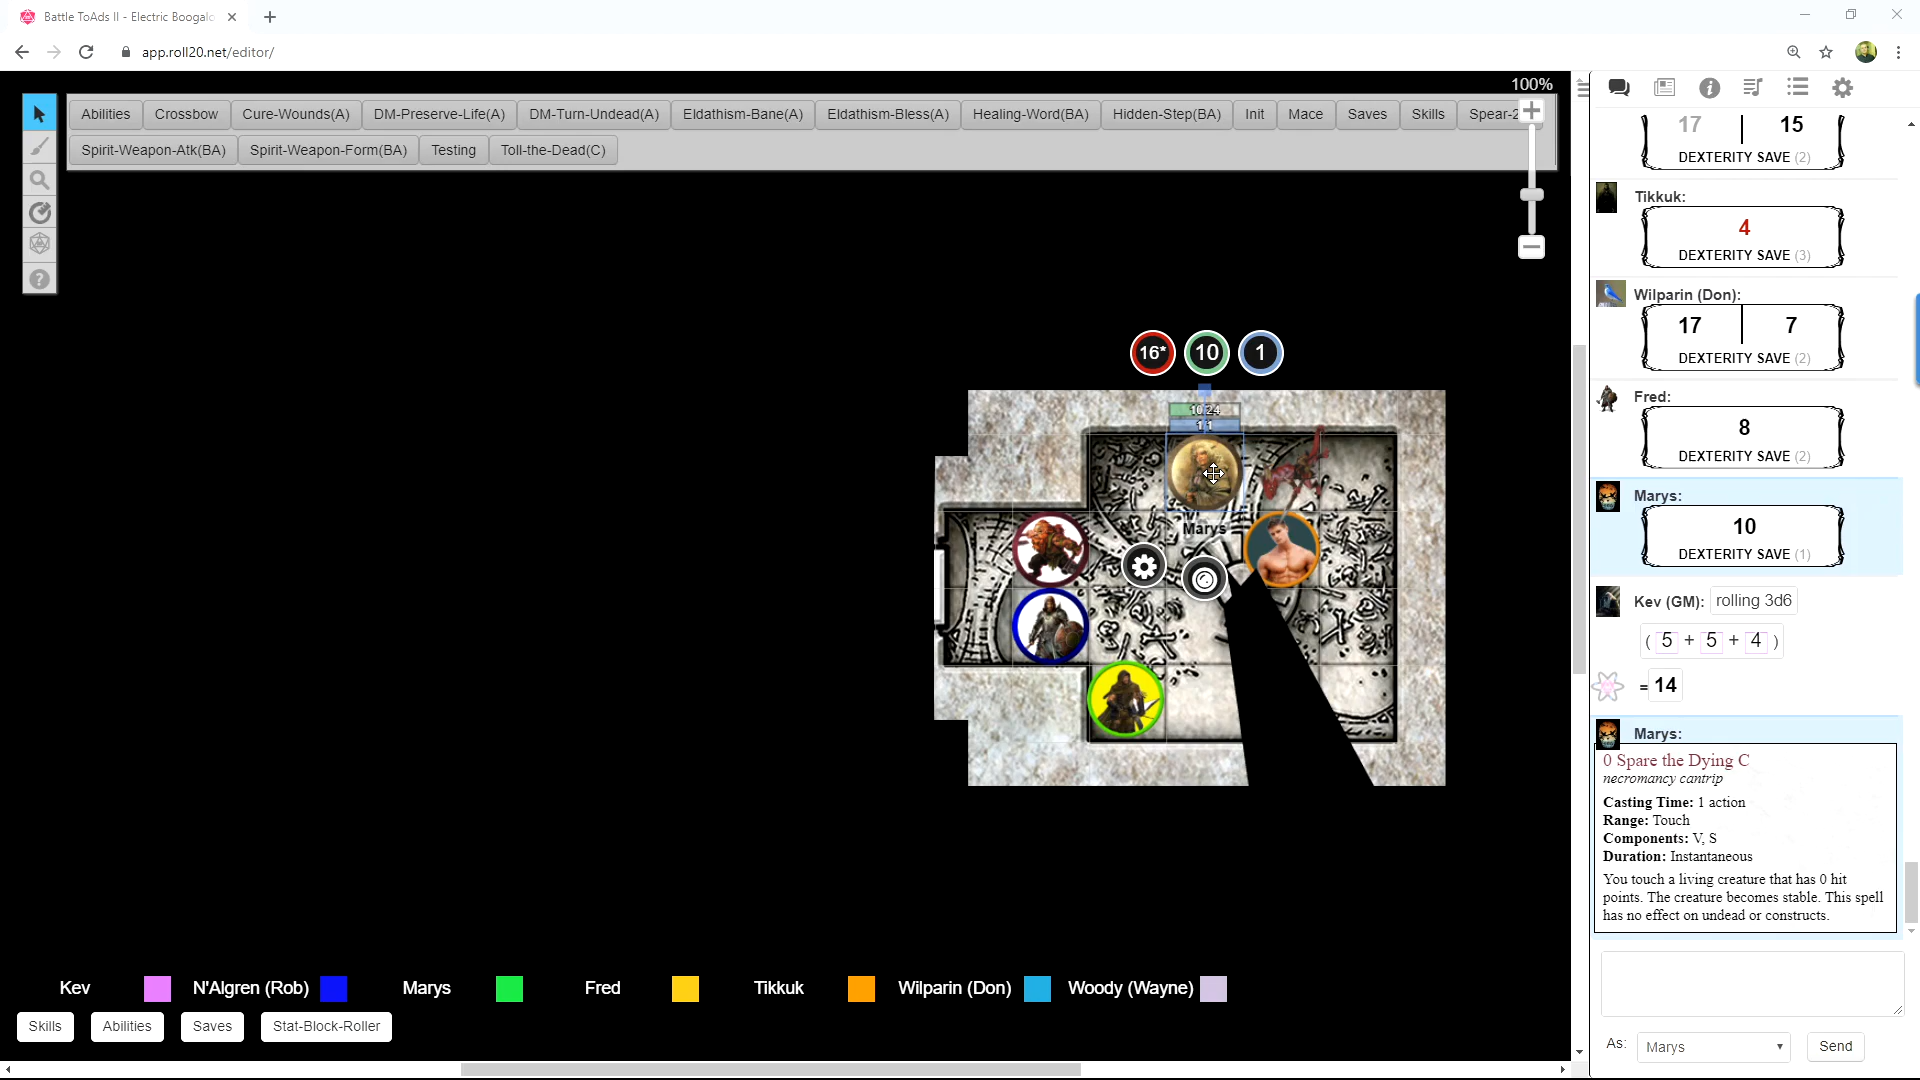 Battle ToAds II - Electric Boogalo
app.roll20.net/editor/
100%
Abilities Crossbow Cure-Wounds(A) DM-Preserve-Life(A) DM-Turn-Undead(A) Eldathism-Bane(A) Eldathism-Bless(A) Healing-Word(BA) Hidden-Step(BA) Init Mace Saves Skills Spear-2
Spirit-Weapon-Atk(BA) Spirit-Weapon-Form(BA) Testing Toll-the-Dead(C)
16* 10 1
10/24
1/1
Marys
Kev N'Algren (Rob) Marys Fred Tikkuk Wilparin (Don) Woody (Wayne)
Skills Abilities Saves Stat-Block-Roller
17 15
DEXTERITY SAVE (2)
Tikkuk:
4
DEXTERITY SAVE (3)
Wilparin (Don):
17 7
DEXTERITY SAVE (2)
Fred:
8
DEXTERITY SAVE (2)
Marys:
10
DEXTERITY SAVE (1)
Kev (GM): rolling 3d6
( 5 + 5 + 4 )
=14
Marys:
0 Spare the Dying C
necromancy cantrip
Casting Time: 1 action
Range: Touch
Components: V, S
Duration: Instantaneous
You touch a living creature that has 0 hit
points. The creature becomes stable. This spell
has no effect on undead or constructs.
As: Marys Send